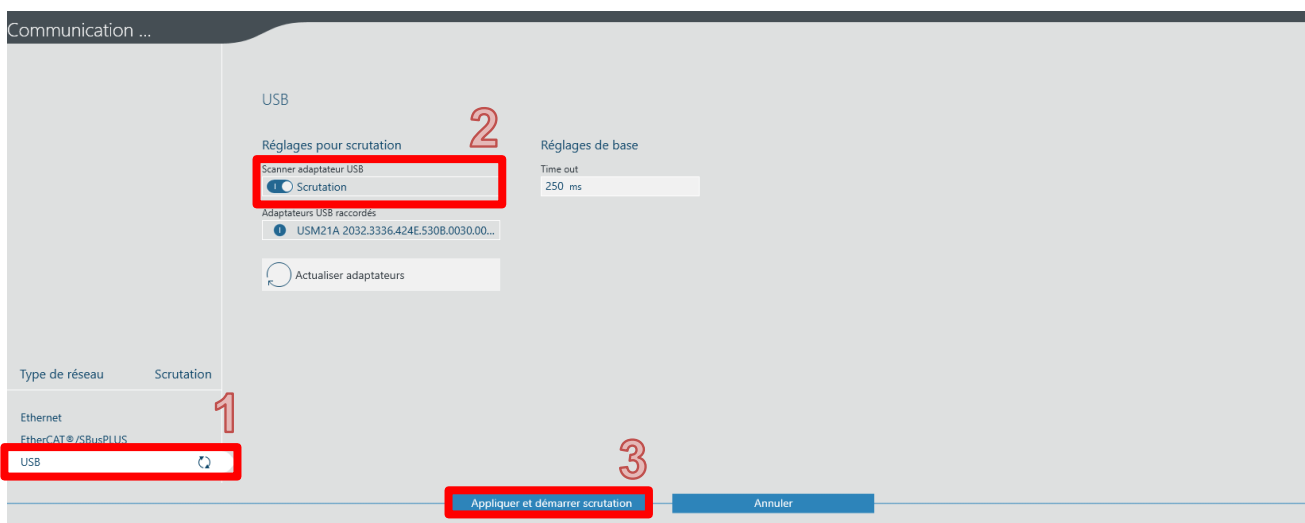 Communication ...
USB
2
Réglages pour scrutation
Réglages de base
Scanner adaptateur USB
Time out
Scrutation
250 ms
Adaptateurs USB raccordés
USM21A 2032.3336.424E.530B.0030.00...
Actualiser adaptateurs
Type de réseau Scrutation
1
Ethernet
EtherCAT®/SBusPLUS
USB
3
Appliquer et démarrer scrutation
Annuler